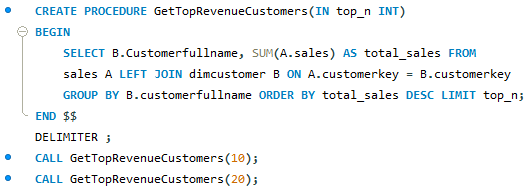 CREATE PROCEDURE GetTopRevenueCustomers(IN top_n INT)
BEGIN
SELECT B.Customerfullname, SUM(A.sales) AS total_sales FROM
sales A LEFT JOIN dimcustomer B ON A.customerkey = B.customerkey
GROUP BY B.customerfullname ORDER BY total_sales DESC LIMIT top_n;
END $$
DELIMITER ;
CALL GetTopRevenueCustomers(10);
CALL GetTopRevenueCustomers(20);